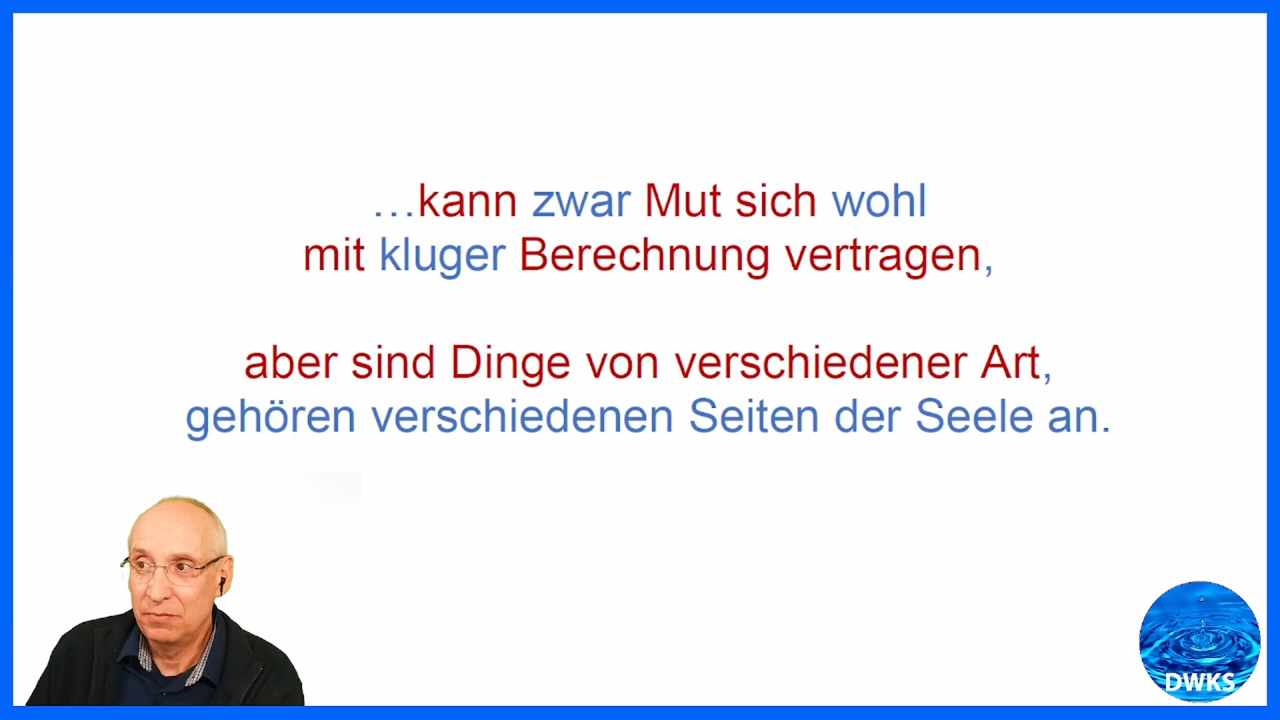 …kann zwar Mut sich wohl
mit kluger Berechnung vertragen,
aber sind Dinge von verschiedener Art,
gehören verschiedenen Seiten der Seele an.
DWKS